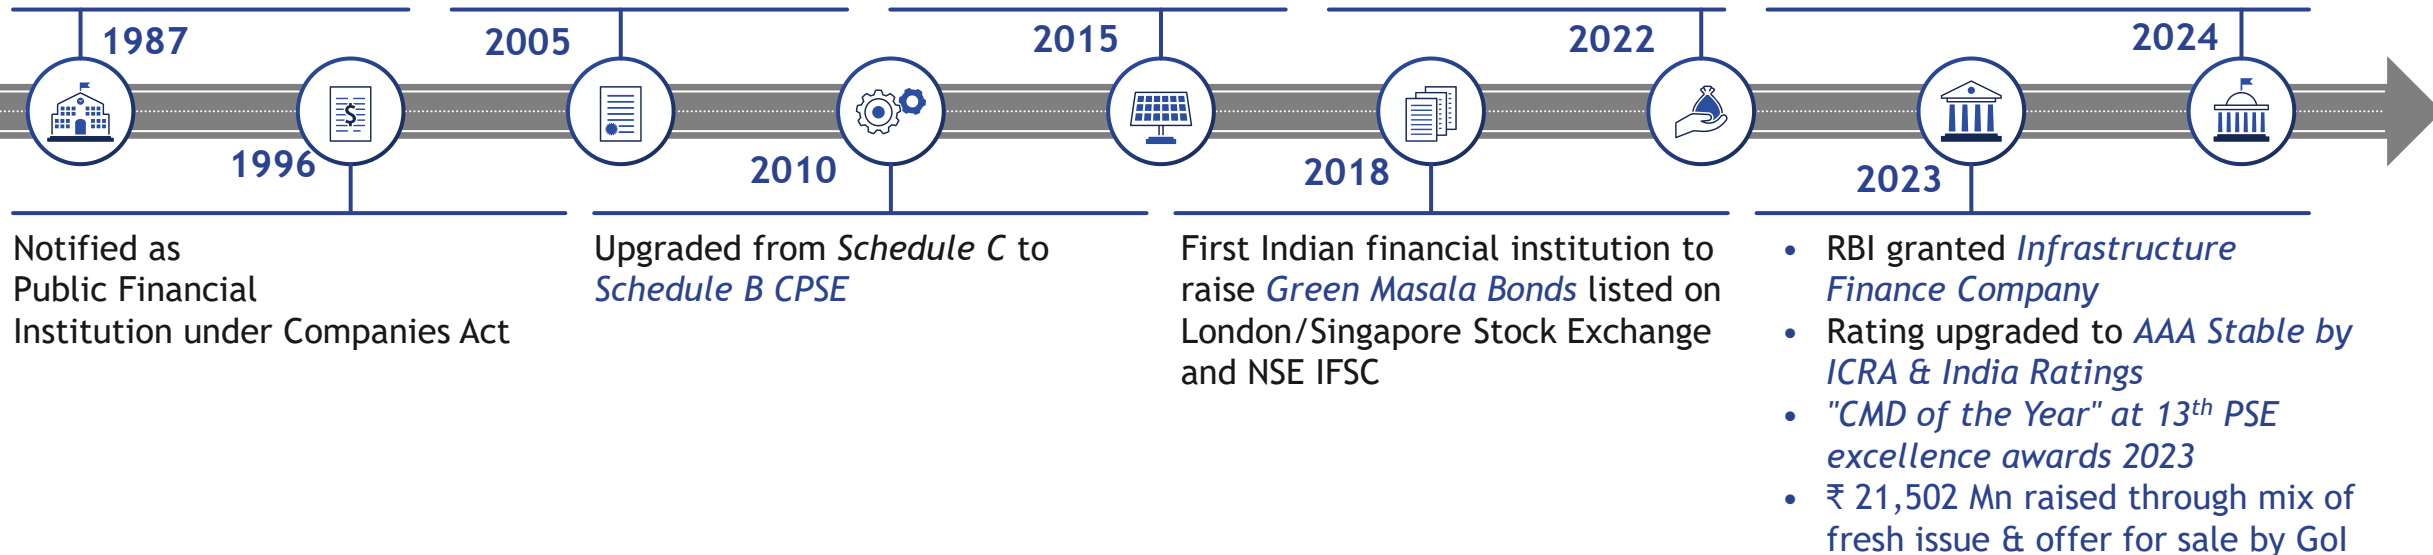 1987
2005
2015
2022
2024
1996
2010
2018
2023
Notified as
Public Financial
Institution under Companies Act
Upgraded from Schedule C to
Schedule B CPSE
First Indian financial institution to
raise Green Masala Bonds listed on
London/Singapore Stock Exchange
and NSE IFSC
• RBI granted Infrastructure
Finance Company
• Rating upgraded to AAA Stable by
ICRA & India Ratings
• "CMD of the Year" at 13th PSE
excellence awards 2023
• ₹ 21,502 Mn raised through mix of
fresh issue & offer for sale by GoI